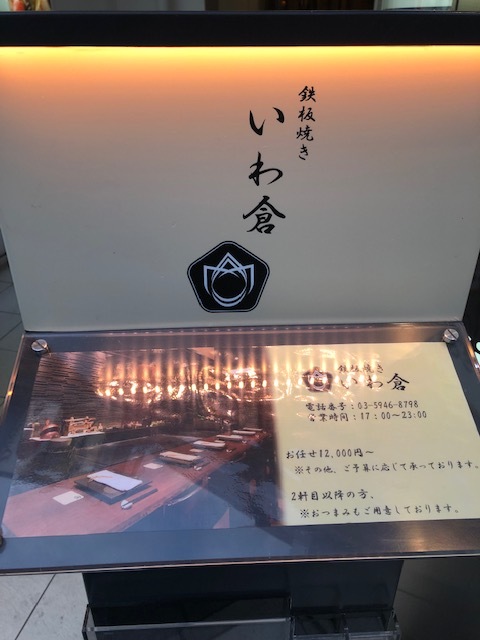 鉄板焼き
いわ倉
鉄板焼き
いわ倉
電話番号：03-5946-8798
営業時間：17：00～23:00
お任せ12,000円～
※その他、ご予算に応じて承っております。
2軒目以降の方、
※おつまみもご用意しております。